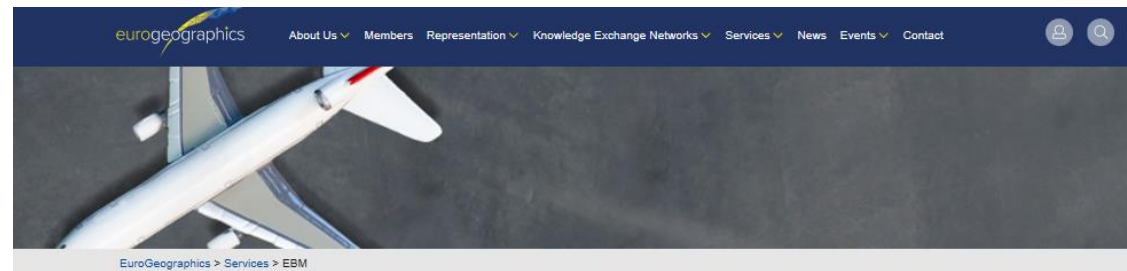 eurogeographics
About Us Members Representation Knowledge Exchange Networks Services News Events Contact
EuroGeographics > Services > EBM